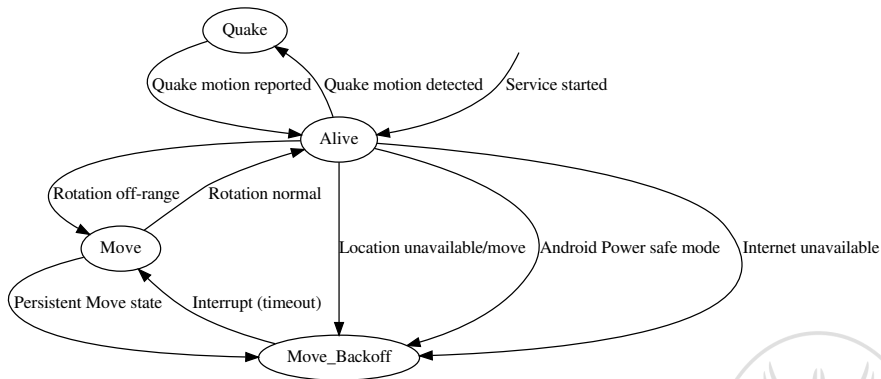 Quake
Quake motion reported
Quake motion detected
Service started
Alive
Rotation off-range
Rotation normal
Move
Location unavailable/move
Android Power safe mode
Internet unavailable
Persistent Move state
Interrupt (timeout)
Move_Backoff